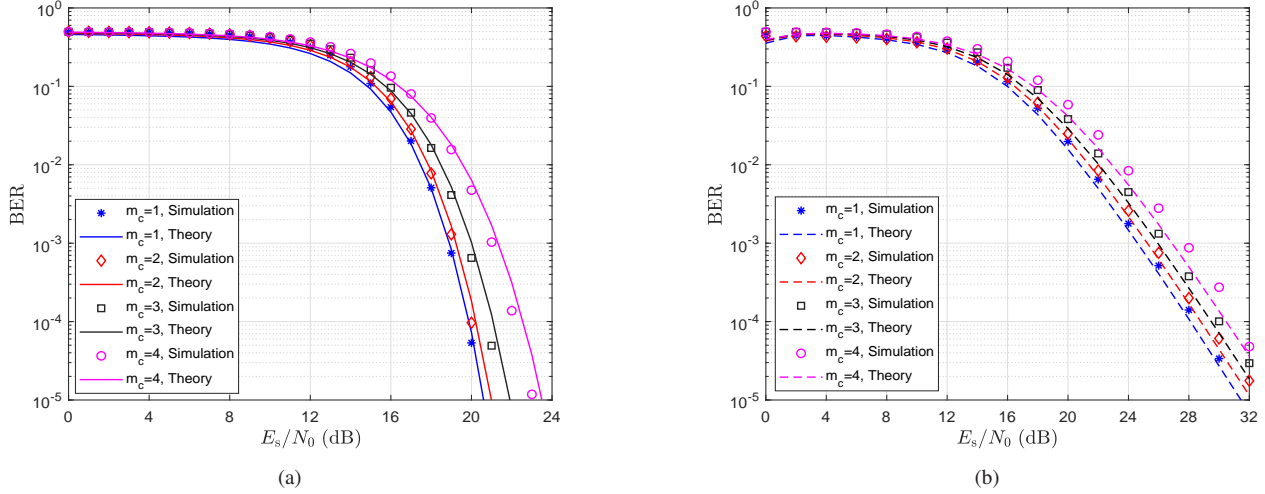 10^0
10^-1
10^-2
10^-3
10^-4
10^-5
BER
m_c=1, Simulation
m_c=1, Theory
m_c=2, Simulation
m_c=2, Theory
m_c=3, Simulation
m_c=3, Theory
m_c=4, Simulation
m_c=4, Theory
0 4 8 12 16 20 24
E_s/N_0 (dB)
(a)
10^0
10^-1
10^-2
10^-3
10^-4
10^-5
BER
m_c=1, Simulation
m_c=1, Theory
m_c=2, Simulation
m_c=2, Theory
m_c=3, Simulation
m_c=3, Theory
m_c=4, Simulation
m_c=4, Theory
0 4 8 12 16 20 24 28 32
E_s/N_0 (dB)
(b)